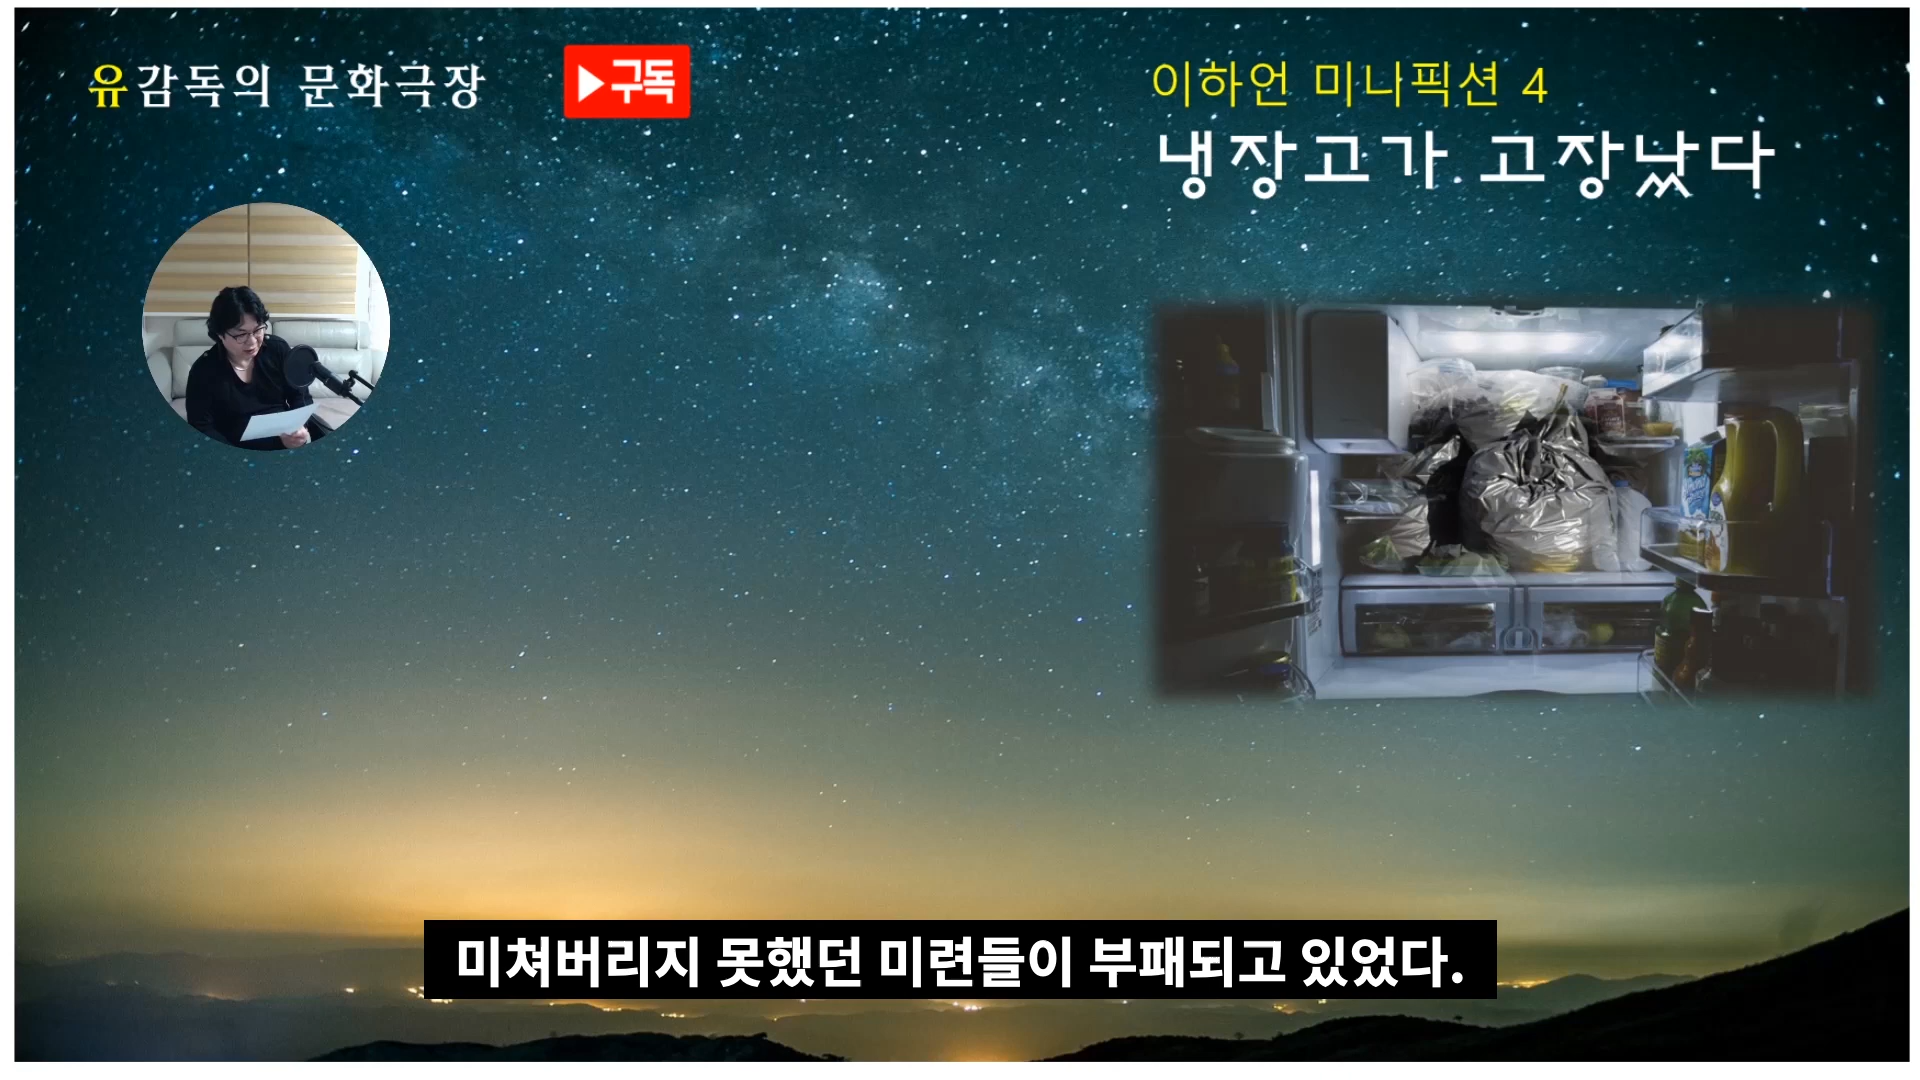 유감독의 문화극장
구독
이하언 미나픽션 4
냉장고가 고장났다
미쳐버리지 못했던 미련들이 부패되고 있었다.